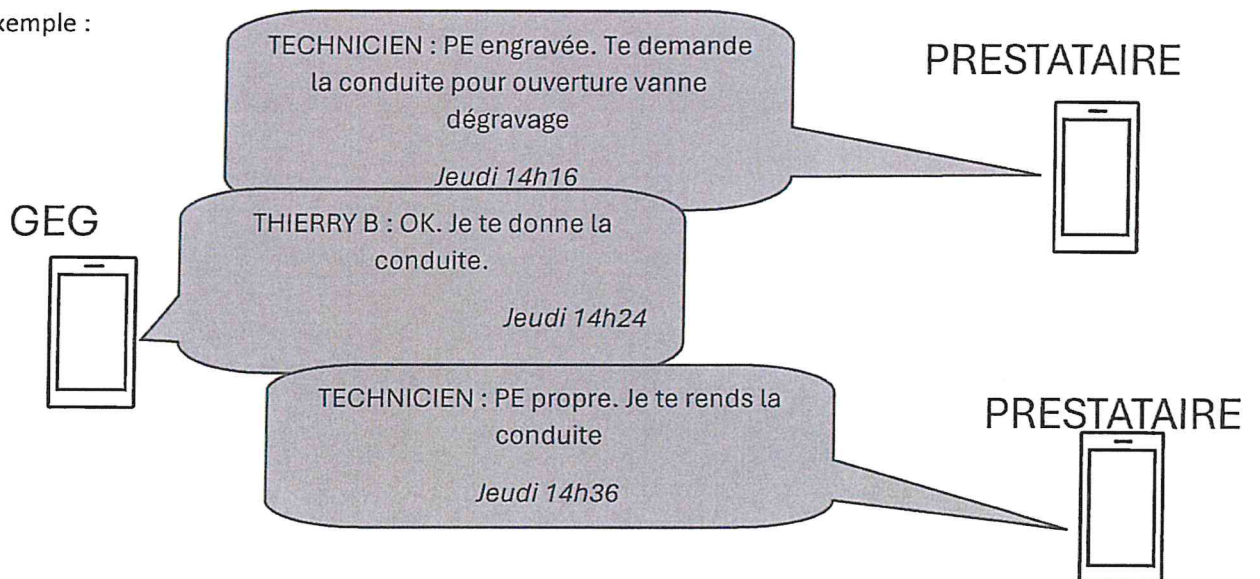 xemple :
TECHNICIEN : PE engravée. Te demande
la conduite pour ouverture vanne
dégravage
Jeudi 14h16
PRESTATAIRE
GEG
THIERRY B : OK. Je te donne la
conduite.
Jeudi 14h24
TECHNICIEN : PE propre. Je te rends la
conduite
Jeudi 14h36
PRESTATAIRE